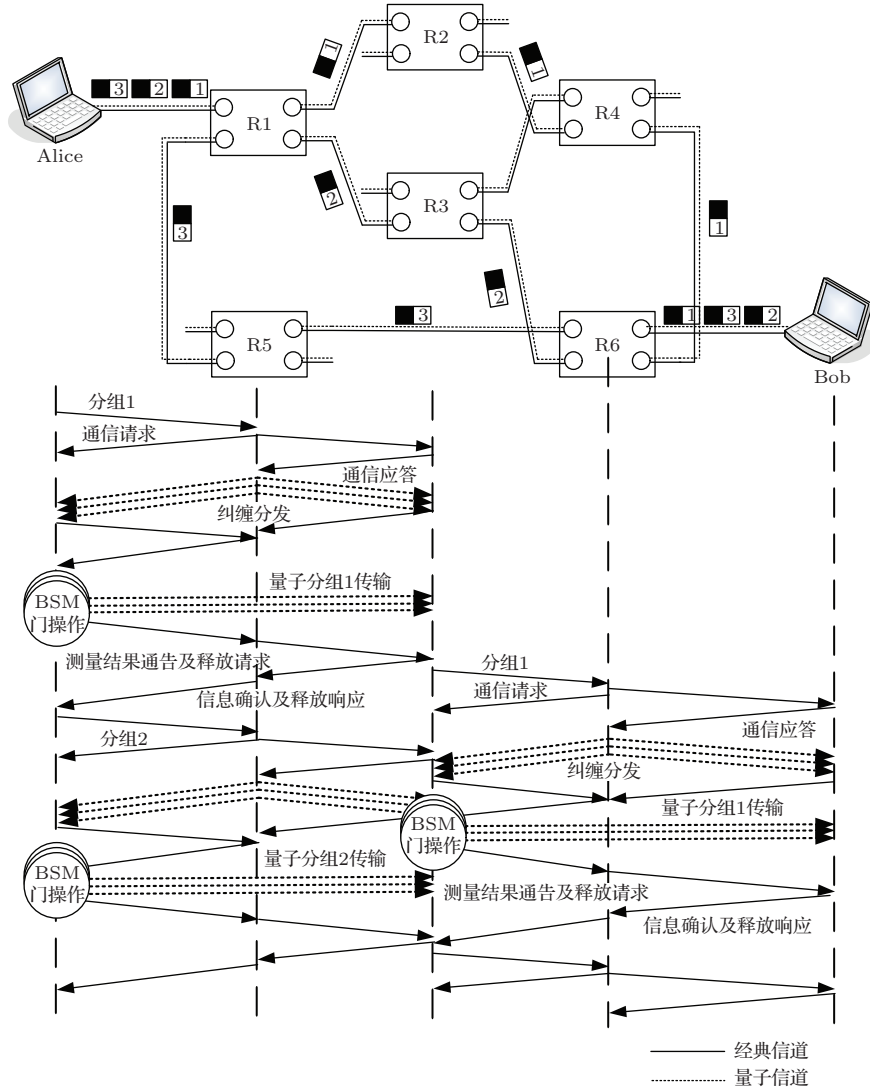 R2
1
3 2 1
1
R1
R4
Alice
2
R3
3
1
2
3
1 3 2
R5
R6
Bob
分组1
通信请求
通信应答
纠缠分发
BSM
门操作
量子分组1传输
测量结果通告及释放请求
分组1
信息确认及释放响应
通信请求
分组2
通信应答
纠缠分发
BSM
门操作
量子分组1传输
BSM
门操作
量子分组2传输
测量结果通告及释放请求
信息确认及释放响应
经典信道
量子信道